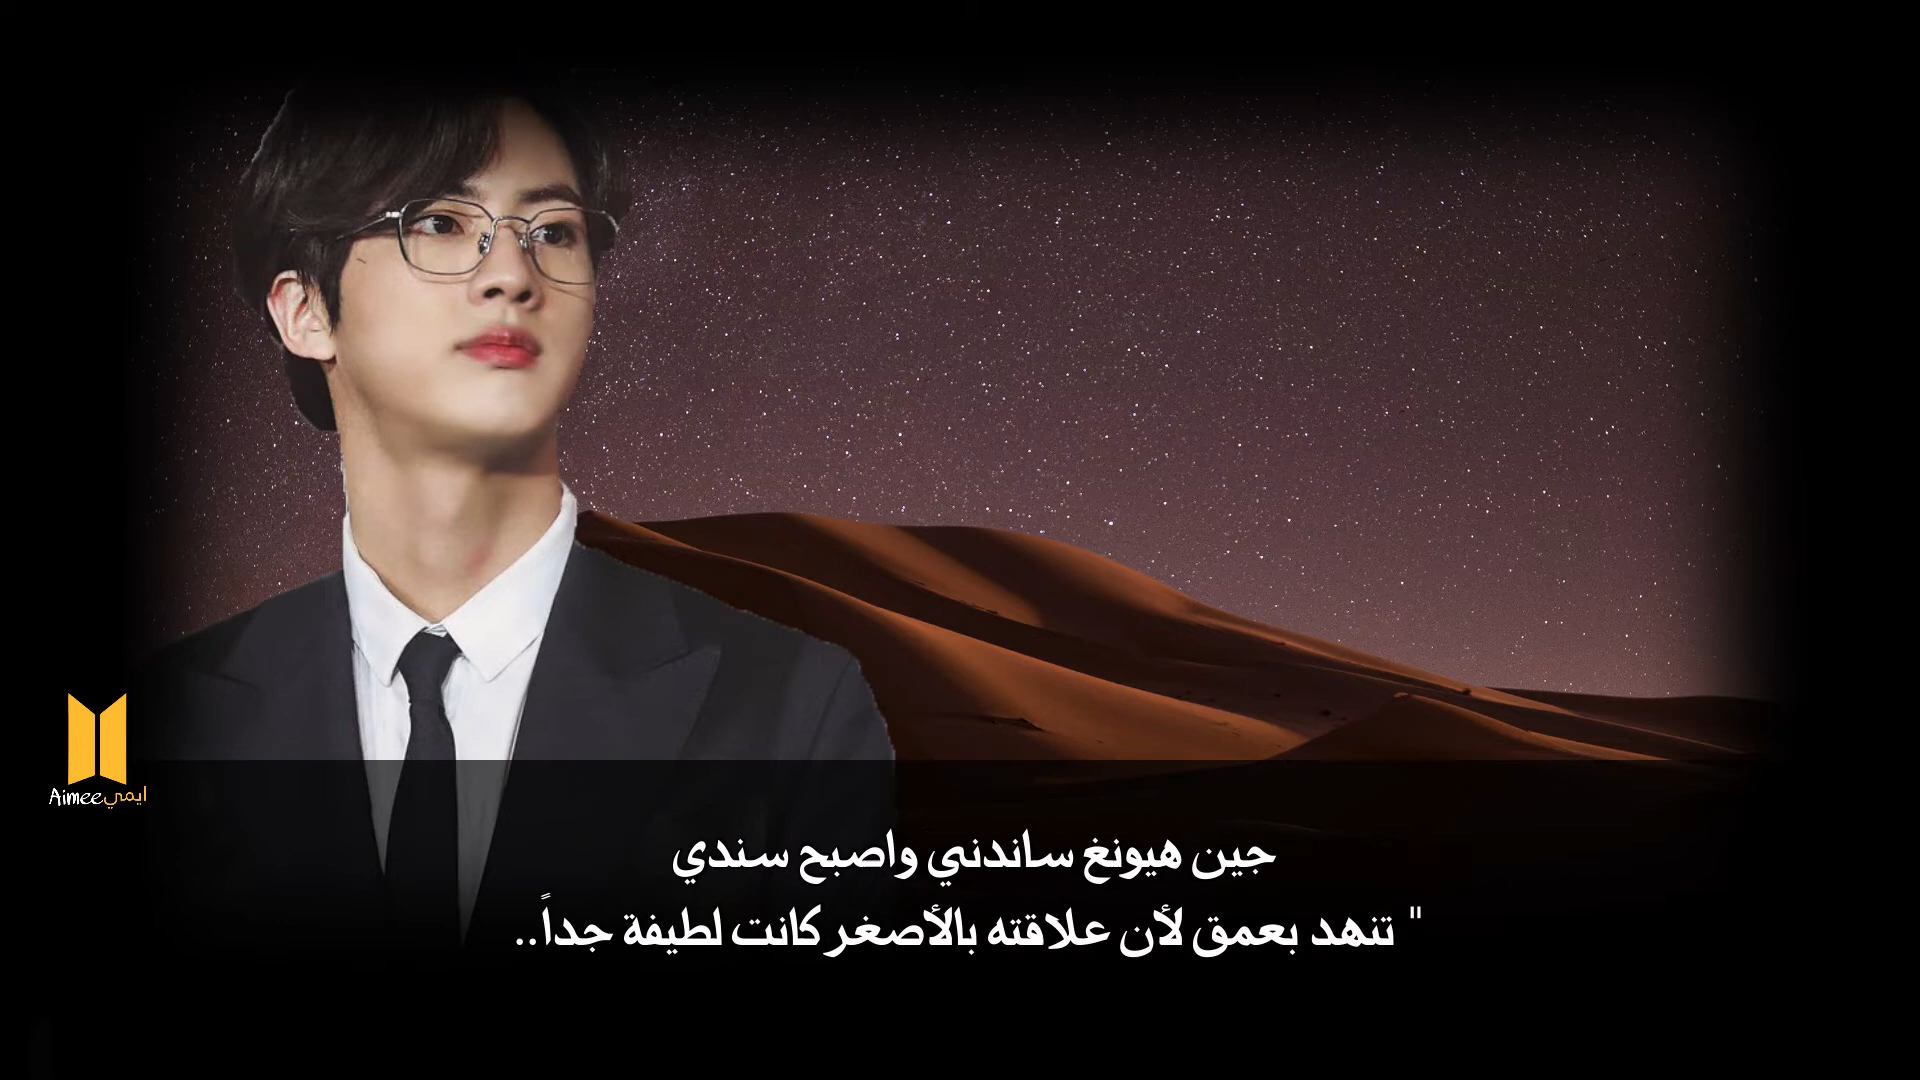 Aimee ايمي
جين هيونغ ساندني واصبح سندي
" تنهد بعمق لأن علاقته بالأصغر كانت لطيفة جداً..